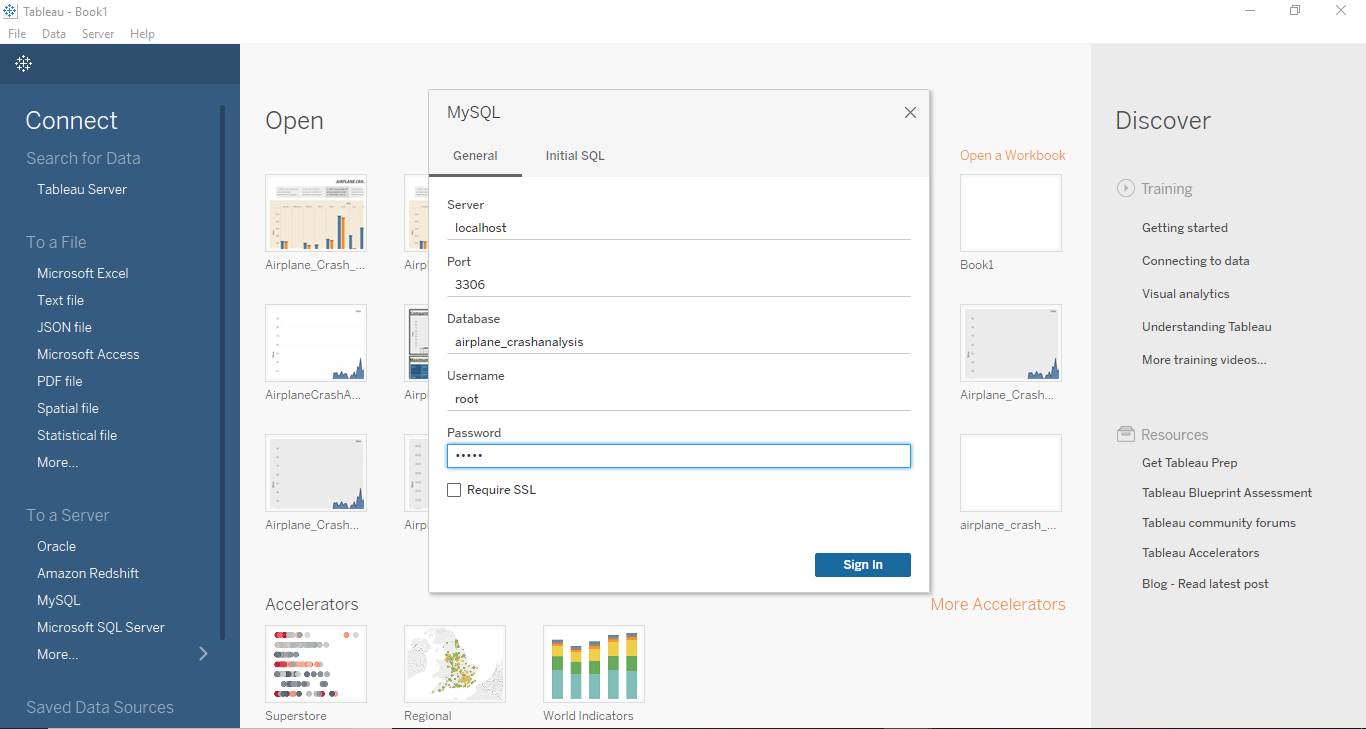 Tableau - Book1
File Data Server Help
Connect
Search for Data
Tableau Server
To a File
Microsoft Excel
Text file
JSON file
Microsoft Access
PDF file
Spatial file
Statistical file
More...
To a Server
Oracle
Amazon Redshift
MySQL
Microsoft SQL Server
More...
Saved Data Sources
Open
Open a Workbook
AIRPLANE CRA
Airplane_Crash_...
Airp
Book1
AirplaneCrashA...
Airp
Airplane_Crash...
Airplane_Crash...
Airp
airplane_crash_...
Accelerators
More Accelerators
Superstore
Regional
World Indicators
MySQL
General
Initial SQL
Server
localhost
Port
3306
Database
airplane_crashanalysis
Username
root
Password
•••••
Require SSL
Sign In
Discover
Training
Getting started
Connecting to data
Visual analytics
Understanding Tableau
More training videos...
Resources
Get Tableau Prep
Tableau Blueprint Assessment
Tableau community forums
Tableau Accelerators
Blog - Read latest post